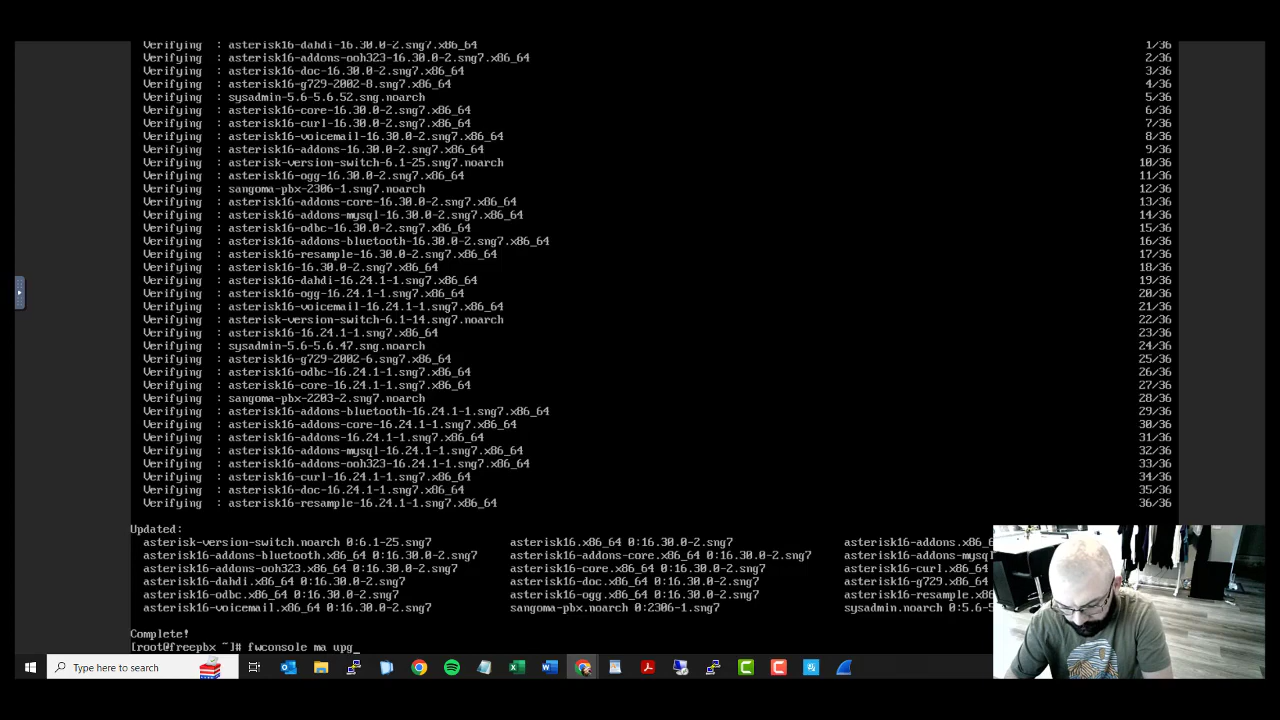 Verifying : asterisk16-dahdi-16.30.0-2.sng7.x86_64 1/36
Verifying : asterisk16-addons-ooh323-16.30.0-2.sng7.x86_64 2/36
Verifying : asterisk16-doc-16.30.0-2.sng7.x86_64 3/36
Verifying : asterisk16-g729-2002-8.sng7.x86_64 4/36
Verifying : sysadmin-5.6-5.6.52.sng.noarch 5/36
Verifying : asterisk16-core-16.30.0-2.sng7.x86_64 6/36
Verifying : asterisk16-curl-16.30.0-2.sng7.x86_64 7/36
Verifying : asterisk16-voicemail-16.30.0-2.sng7.x86_64 8/36
Verifying : asterisk16-addons-16.30.0-2.sng7.x86_64 9/36
Verifying : asterisk-version-switch-6.1-25.sng7.noarch 10/36
Verifying : asterisk16-ogg-16.30.0-2.sng7.x86_64 11/36
Verifying : sangoma-pbx-2306-1.sng7.noarch 12/36
Verifying : asterisk16-addons-core-16.30.0-2.sng7.x86_64 13/36
Verifying : asterisk16-addons-mysql-16.30.0-2.sng7.x86_64 14/36
Verifying : asterisk16-odbc-16.30.0-2.sng7.x86_64 15/36
Verifying : asterisk16-addons-bluetooth-16.30.0-2.sng7.x86_64 16/36
Verifying : asterisk16-resample-16.30.0-2.sng7.x86_64 17/36
Verifying : asterisk16-16.30.0-2.sng7.x86_64 18/36
Verifying : asterisk16-dahdi-16.24.1-1.sng7.x86_64 19/36
Verifying : asterisk16-ogg-16.24.1-1.sng7.x86_64 20/36
Verifying : asterisk16-voicemail-16.24.1-1.sng7.x86_64 21/36
Verifying : asterisk-version-switch-6.1-14.sng7.noarch 22/36
Verifying : asterisk16-16.24.1-1.sng7.x86_64 23/36
Verifying : sysadmin-5.6-5.6.47.sng.noarch 24/36
Verifying : asterisk16-g729-2002-6.sng7.x86_64 25/36
Verifying : asterisk16-odbc-16.24.1-1.sng7.x86_64 26/36
Verifying : asterisk16-core-16.24.1-1.sng7.x86_64 27/36
Verifying : sangoma-pbx-2203-2.sng7.noarch 28/36
Verifying : asterisk16-addons-bluetooth-16.24.1-1.sng7.x86_64 29/36
Verifying : asterisk16-addons-core-16.24.1-1.sng7.x86_64 30/36
Verifying : asterisk16-addons-16.24.1-1.sng7.x86_64 31/36
Verifying : asterisk16-addons-mysql-16.24.1-1.sng7.x86_64 32/36
Verifying : asterisk16-addons-ooh323-16.24.1-1.sng7.x86_64 33/36
Verifying : asterisk16-curl-16.24.1-1.sng7.x86_64 34/36
Verifying : asterisk16-doc-16.24.1-1.sng7.x86_64 35/36
Verifying : asterisk16-resample-16.24.1-1.sng7.x86_64 36/36
Updated:
asterisk-version-switch.noarch 0:6.1-25.sng7 asterisk16.x86_64 0:16.30.0-2.sng7 asterisk16-addons.x86
asterisk16-addons-bluetooth.x86_64 0:16.30.0-2.sng7 asterisk16-addons-core.x86_64 0:16.30.0-2.sng7 asterisk16-addons-mysq
asterisk16-addons-ooh323.x86_64 0:16.30.0-2.sng7 asterisk16-core.x86_64 0:16.30.0-2.sng7 asterisk16-curl.x86_6
asterisk16-dahdi.x86_64 0:16.30.0-2.sng7 asterisk16-doc.x86_64 0:16.30.0-2.sng7 asterisk16-g729.x86_6
asterisk16-odbc.x86_64 0:16.30.0-2.sng7 asterisk16-ogg.x86_64 0:16.30.0-2.sng7 asterisk16-resample.x
asterisk16-voicemail.x86_64 0:16.30.0-2.sng7 sangoma-pbx.noarch 0:2306-1.sng7 sysadmin.noarch 0:5.6-5
Complete!
[root@freepbx ~]# fwconsole ma upg_
Type here to search